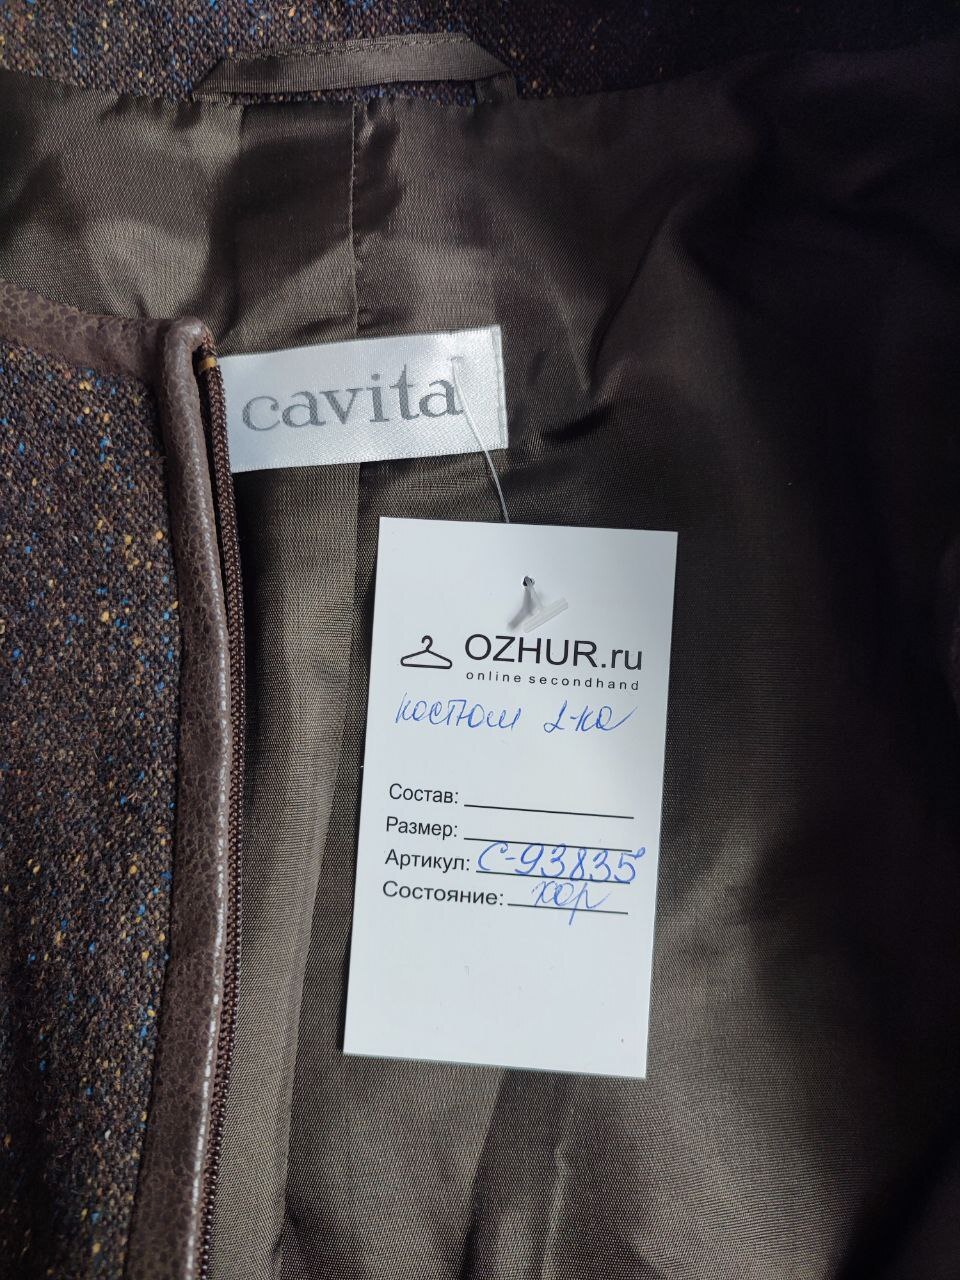 cavita
OZHUR.ru
online secondhand
костюм 2-ка
Состав:
Размер:
Артикул: С-93835
Состояние: хор